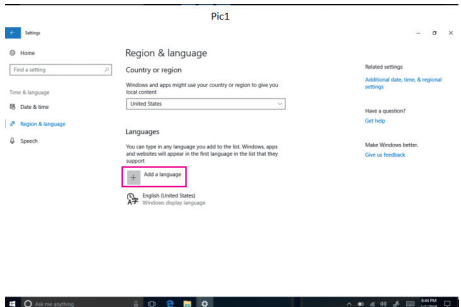 Pic1
Settings
Home
Region & language
Find a setting
Country or region
Related settings
Additional date, time, & regional
settings
Windows and apps might use your country or region to give you
local content
Time & language
United States
Date & time
Have a question?
Get help
Region & language
Languages
Speech
You can type in any language you add to the list. Windows, apps
and websites will appear in the first language in the list that they
support
Make Windows better.
Give us feedback
Add a language
English (United States)
Windows display language
Ask me anything